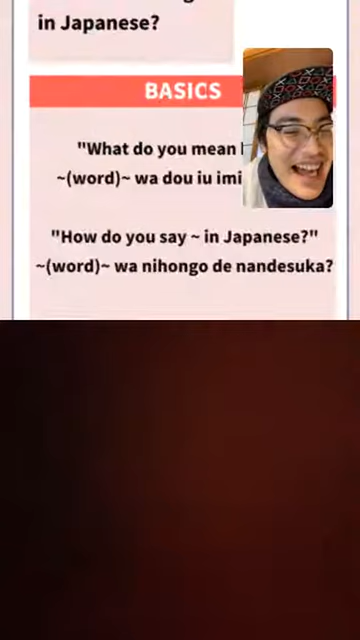 in Japanese?
BASICS
"What do you mean
~(word)~ wa dou iu imi
"How do you say ~ in Japanese?"
~(word)~ wa nihongo de nandesuka?